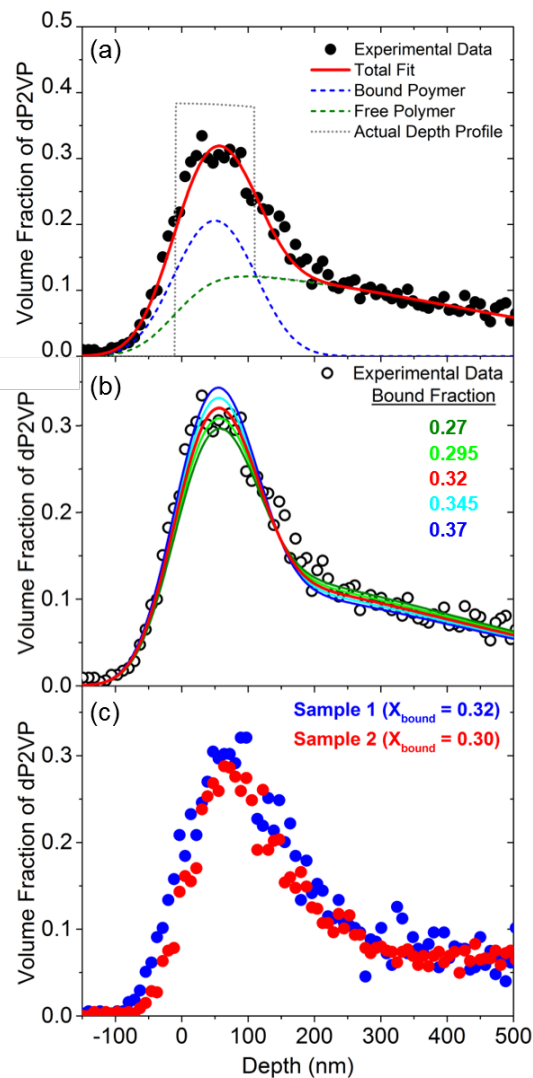 (a)
Experimental Data
Total Fit
Bound Poymer
Free Polymer
Actual Depth Profile
0.5
0.4
0.3
0.2
0.1
0.0
Volume Fraction of dP2VP
(b)
Experimental Data
Bound Fraction
0.27
0.295
0.32
0.345
0.37
0.3
0.2
0.1
0.0
Volume Fraction of dP2VP
(c)
Sample 1 (Xbound = 0.32)
Sample 2 (Xbound = 0.30)
0.3
0.2
0.1
0.0
Volume Fraction of dP2VP
-100 0 100 200 300 400 500
Depth (nm)